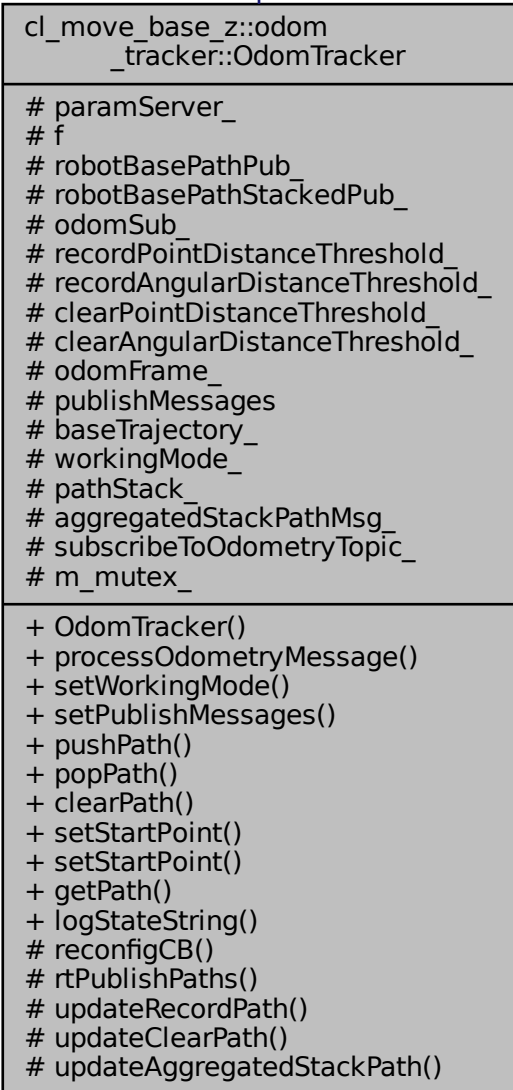 cl_move_base_z::odom
_tracker::OdomTracker
# paramServer_
# f
# robotBasePathPub_
# robotBasePathStackedPub_
# odomSub_
# recordPointDistanceThreshold_
# recordAngularDistanceThreshold_
# clearPointDistanceThreshold_
# clearAngularDistanceThreshold_
# odomFrame_
# publishMessages
# baseTrajectory_
# workingMode_
# pathStack_
# aggregatedStackPathMsg_
# subscribeToOdometryTopic_
# m_mutex_
+ OdomTracker()
+ processOdometryMessage()
+ setWorkingMode()
+ setPublishMessages()
+ pushPath()
+ popPath()
+ clearPath()
+ setStartPoint()
+ setStartPoint()
+ getPath()
+ logStateString()
# reconfigCB()
# rtPublishPaths()
# updateRecordPath()
# updateClearPath()
# updateAggregatedStackPath()